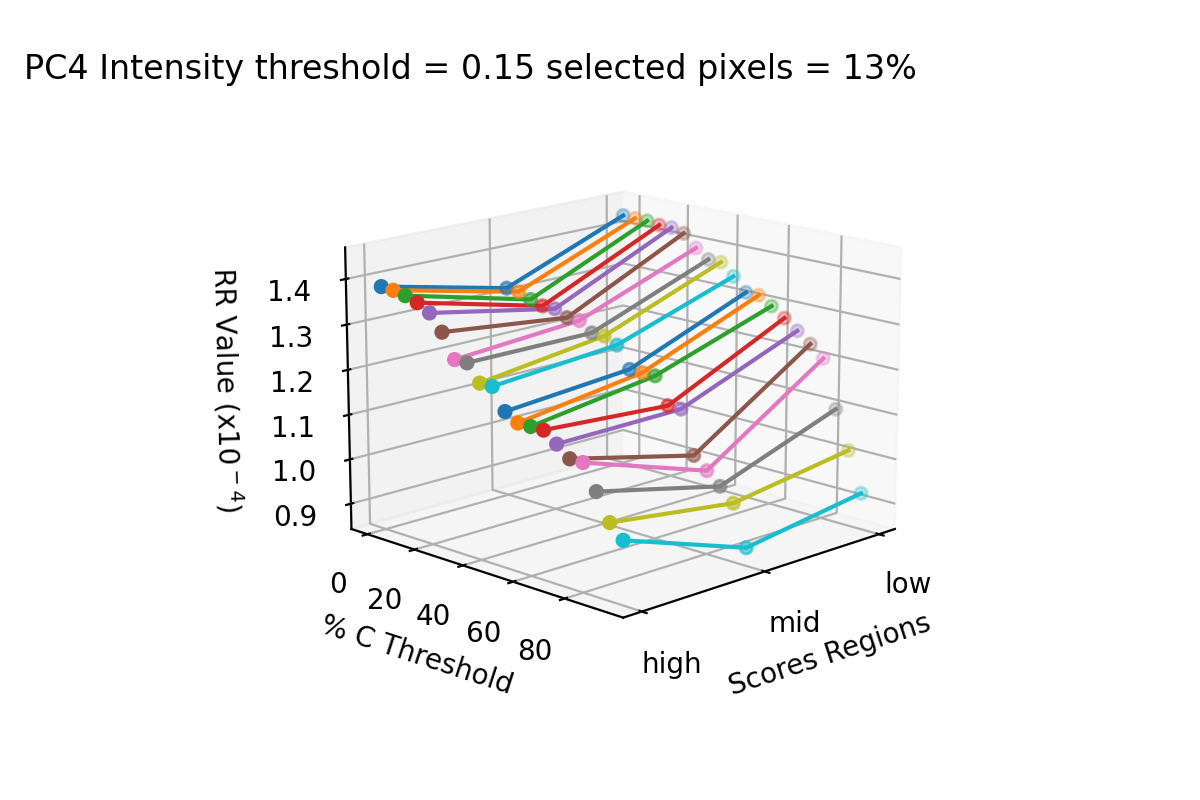 PC4 Intensity threshold = 0.15 selected pixels = 13%
1.4
1.3
1.2
1.1
1.0
0.9
RR Value (x10⁻⁴)
0
20
40
60
80
% C Threshold
low
mid
high
Scores Regions